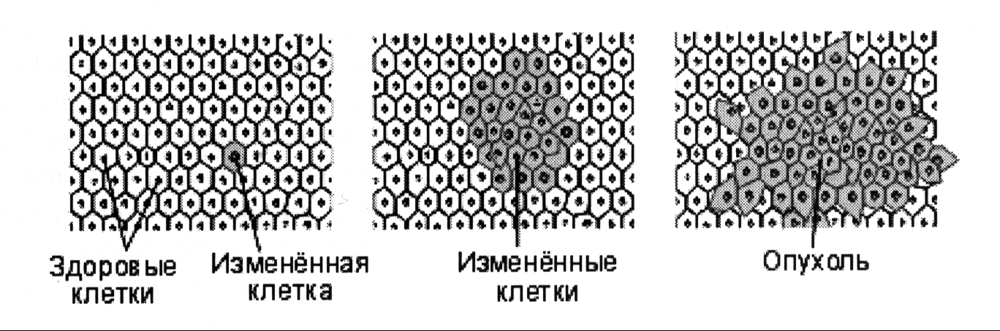 Здоровые
клетки
Изменённая
клетка
Изменённые
клетки
Опухоль